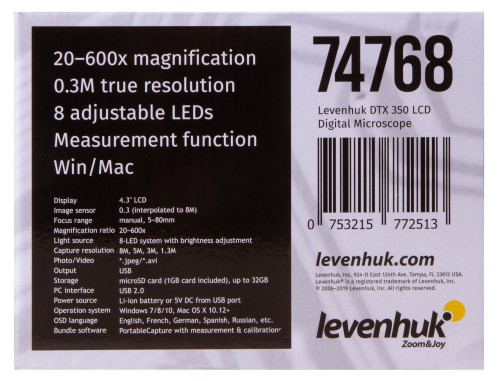 20–600x magnification
0.3M true resolution
8 adjustable LEDs
Measurement function
Win/Mac
Display 4.3" LCD
Image sensor 0.3 (interpolated to 8M)
Focus range manual, 5–80mm
Magnification ratio 20–600x
Light source 8-LED system with brightness adjustment
Capture resolution 8M, 5M, 3M, 1.3M
Photo/Video *.jpeg/*.avi
Output USB
Storage microSD card (1GB card included), up to 32GB
PC interface USB 2.0
Power source Li-ion battery or 5V DC from USB port
Operation system Windows 7/8/10, Mac OS X 10.12+
OSD language English, French, German, Spanish, Russian, etc.
Bundle software PortableCapture with measurement & calibration*
74768
Levenhuk DTX 350 LCD
Digital Microscope
0 753215 772513
levenhuk.com
Levenhuk, Inc. 924-D East 124th Ave. Tampa, FL 33612 USA.
Levenhuk® is a registered trademark of Levenhuk, Inc.
© 2006–2019 Levenhuk, Inc. All rights reserved.
levenhuk
Zoom&Joy